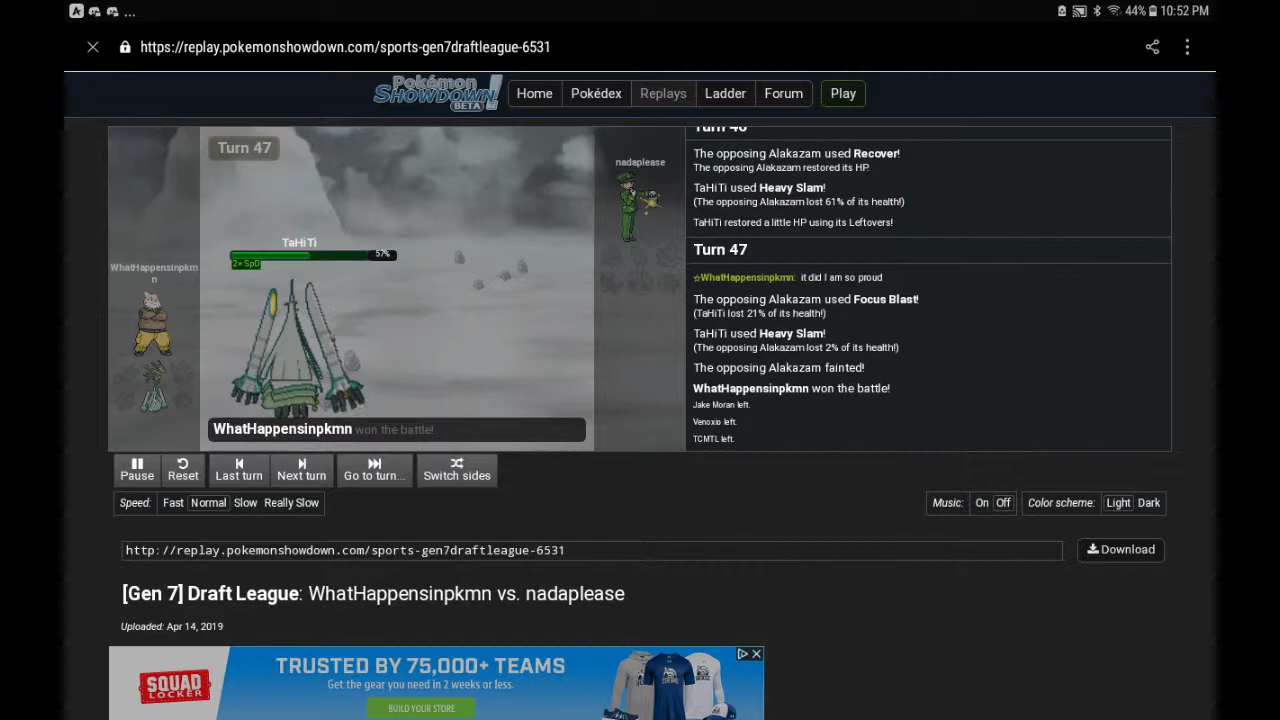 44% 10:52 PM
https://replay.pokemonshowdown.com/sports-gen7draftleague-6531
Pokémon SHOWDOWN! BETA
Home Pokédex Replays Ladder Forum Play
Turn 47
WhatHappensinpkm
n
TaHiTi
57%
2× SpD
WhatHappensinpkmn won the battle!
nadaplease
Turn 46
The opposing Alakazam used Recover!
The opposing Alakazam restored its HP.
TaHiTi used Heavy Slam!
(The opposing Alakazam lost 61% of its health!)
TaHiTi restored a little HP using its Leftovers!
Turn 47
☆WhatHappensinpkmn: it did I am so proud
The opposing Alakazam used Focus Blast!
(TaHiTi lost 21% of its health!)
TaHiTi used Heavy Slam!
(The opposing Alakazam lost 2% of its health!)
The opposing Alakazam fainted!
WhatHappensinpkmn won the battle!
Jake Moran left.
Venoxio left.
TCMTL left.
Pause Reset Last turn Next turn Go to turn... Switch sides
Speed: Fast Normal Slow Really Slow Music: On Off Color scheme: Light Dark
http://replay.pokemonshowdown.com/sports-gen7draftleague-6531 Download
[Gen 7] Draft League: WhatHappensinpkmn vs. nadaplease
Uploaded: Apr 14, 2019
SQUAD LOCKER
TRUSTED BY 75,000+ TEAMS
Get the gear you need in 2 weeks or less.
BUILD YOUR STORE